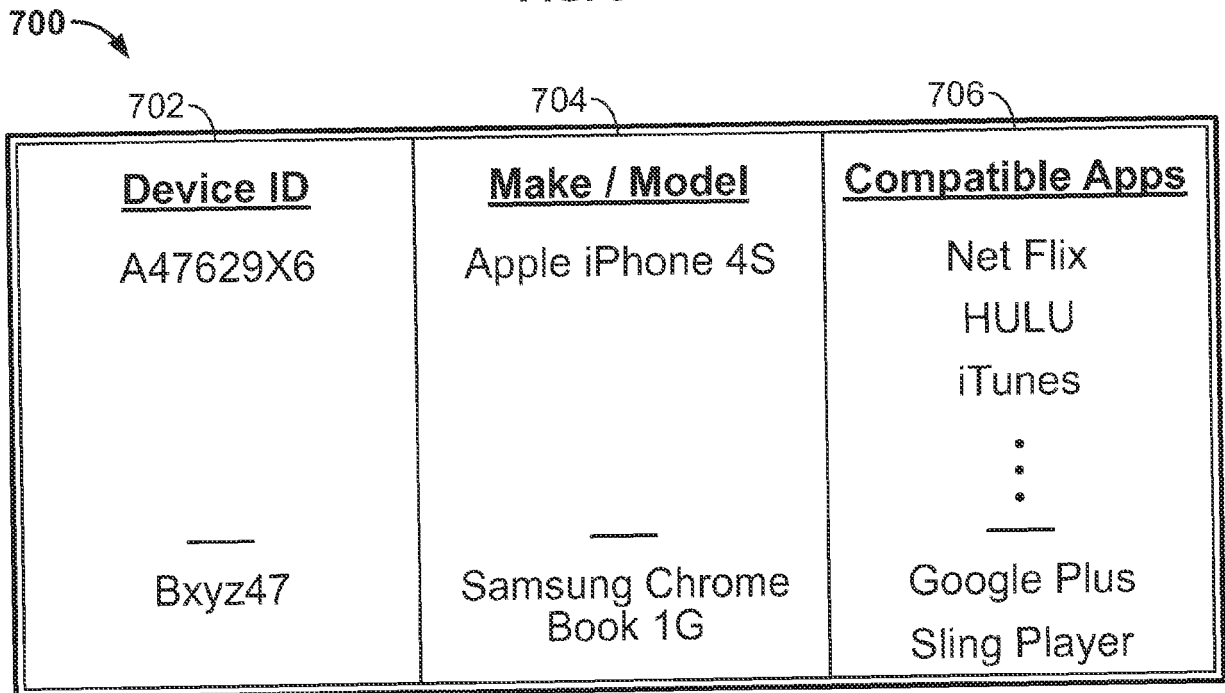 700
702 704 706
Device ID Make / Model Compatible Apps
A47629X6 Apple iPhone 4S Net Flix
HULU
iTunes
Bxyz47 Samsung Chrome Google Plus
Book 1G Sling Player